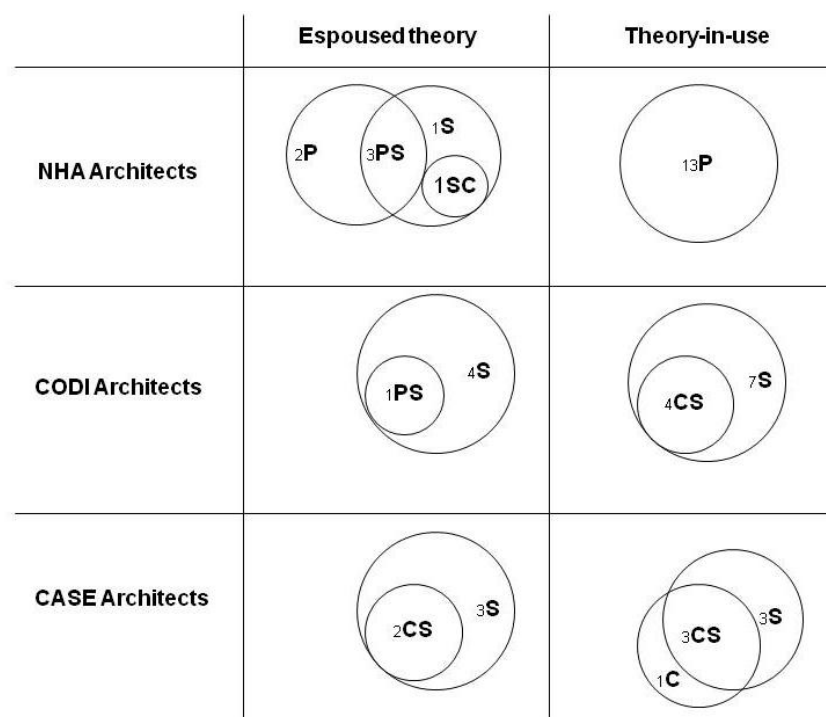 Espoused theory
Theory-in-use
NHA Architects
2P
3PS
1S
1SC
13P
CODI Architects
1PS
4S
4CS
7S
CASE Architects
2CS
3S
3CS
3S
1C